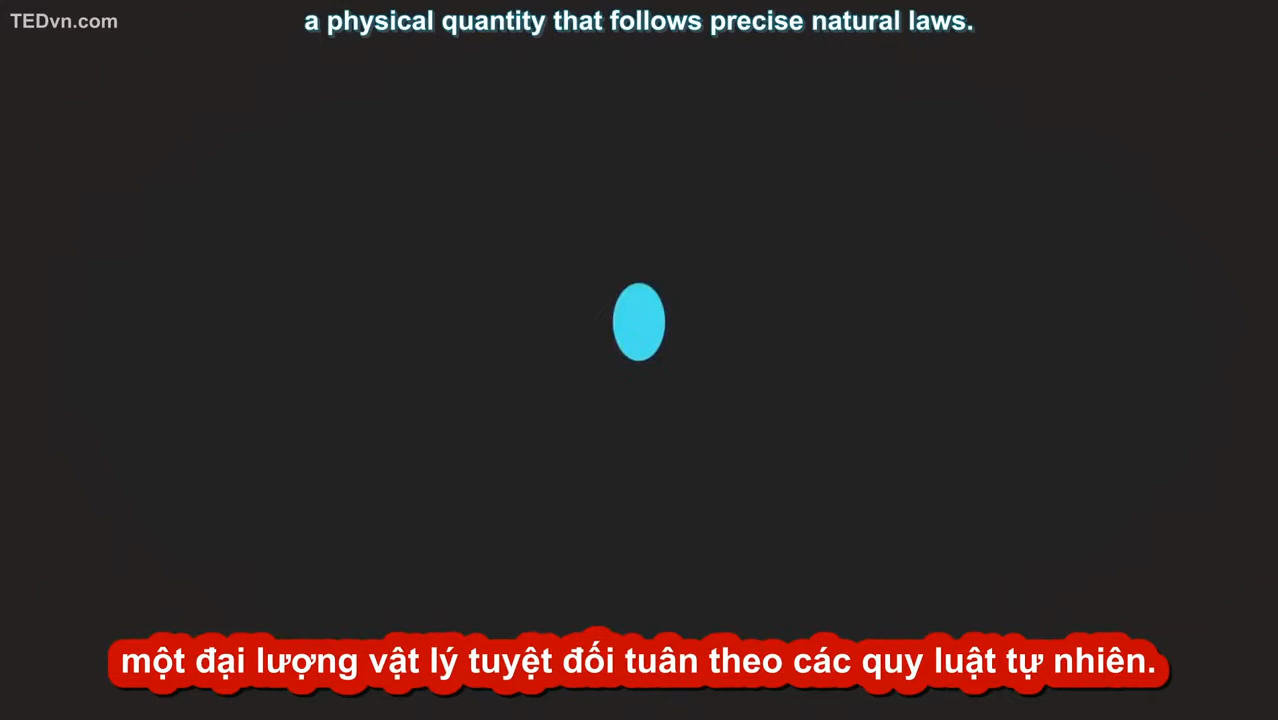 TEDvn.com
a physical quantity that follows precise natural laws.
một đại lượng vật lý tuyệt đối tuân theo các quy luật tự nhiên.